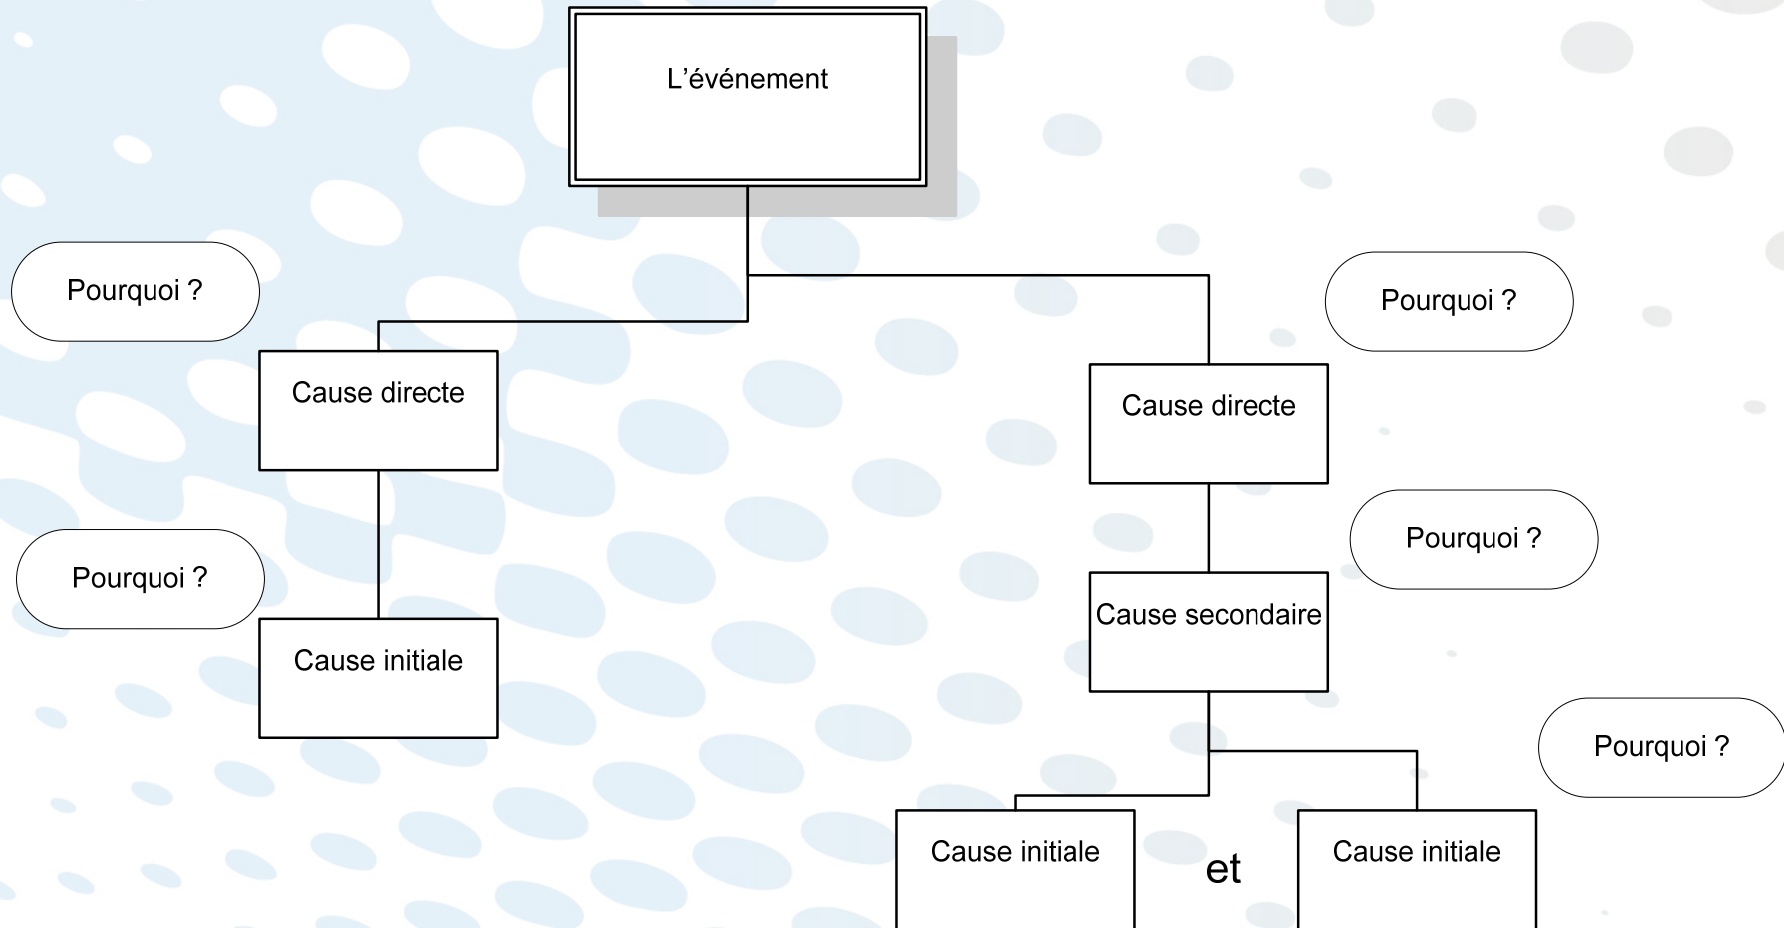 L'événement
Pourquoi ?
Pourquoi ?
Cause directe
Cause directe
Pourquoi ?
Pourquoi ?
Cause secondaire
Cause initiale
Pourquoi ?
Cause initiale
et
Cause initiale